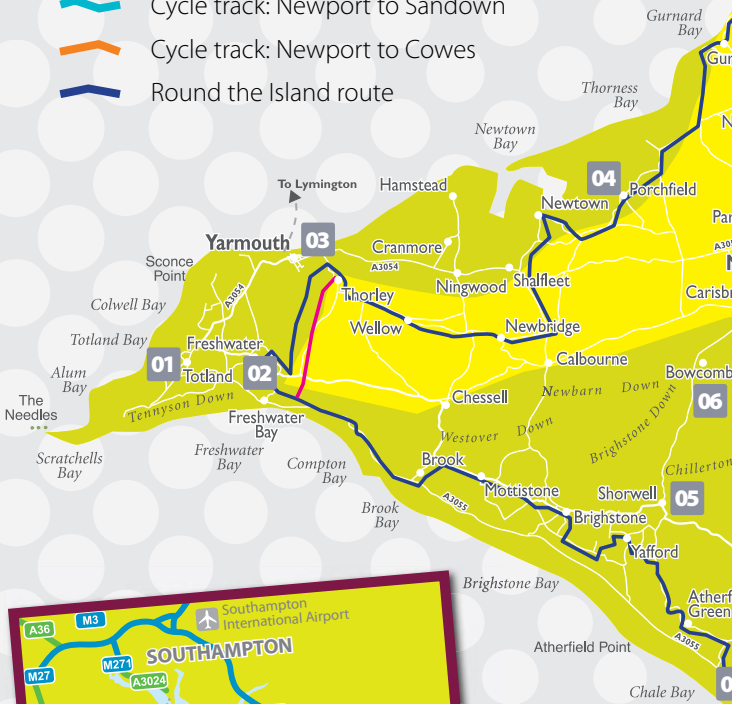 Cycle track: Newport to Sandown
Cycle track: Newport to Cowes
Round the Island route
Gurnard
Bay
Thorness
Bay
Newtown
Bay
To Lymington
Hamstead
04
Porchfield
Newtown
Yarmouth
03
Cranmore
A3054
Sconce
Point
A3054
Ningwood
Shalfleet
Colwell Bay
Thorley
Wellow
Newbridge
Totland Bay
Freshwater
01
Totland
02
Calbourne
Alum
Bay
Bowcomb
The
Needles
Tennyson Down
Chessell
Newbarn Down
06
Freshwater
Bay
Westover Down
Brighstone Down
Scratchells
Bay
Freshwater
Bay
Compton
Bay
Brook
Chillerton
Mottistone
Shorwell
05
A3055
Brook
Bay
Brighstone
Yafford
Brighstone Bay
Atherf
Green
A3055
Atherfield Point
Chale Bay
Southampton
International Airport
A36
M3
SOUTHAMPTON
M27
M271
A3024